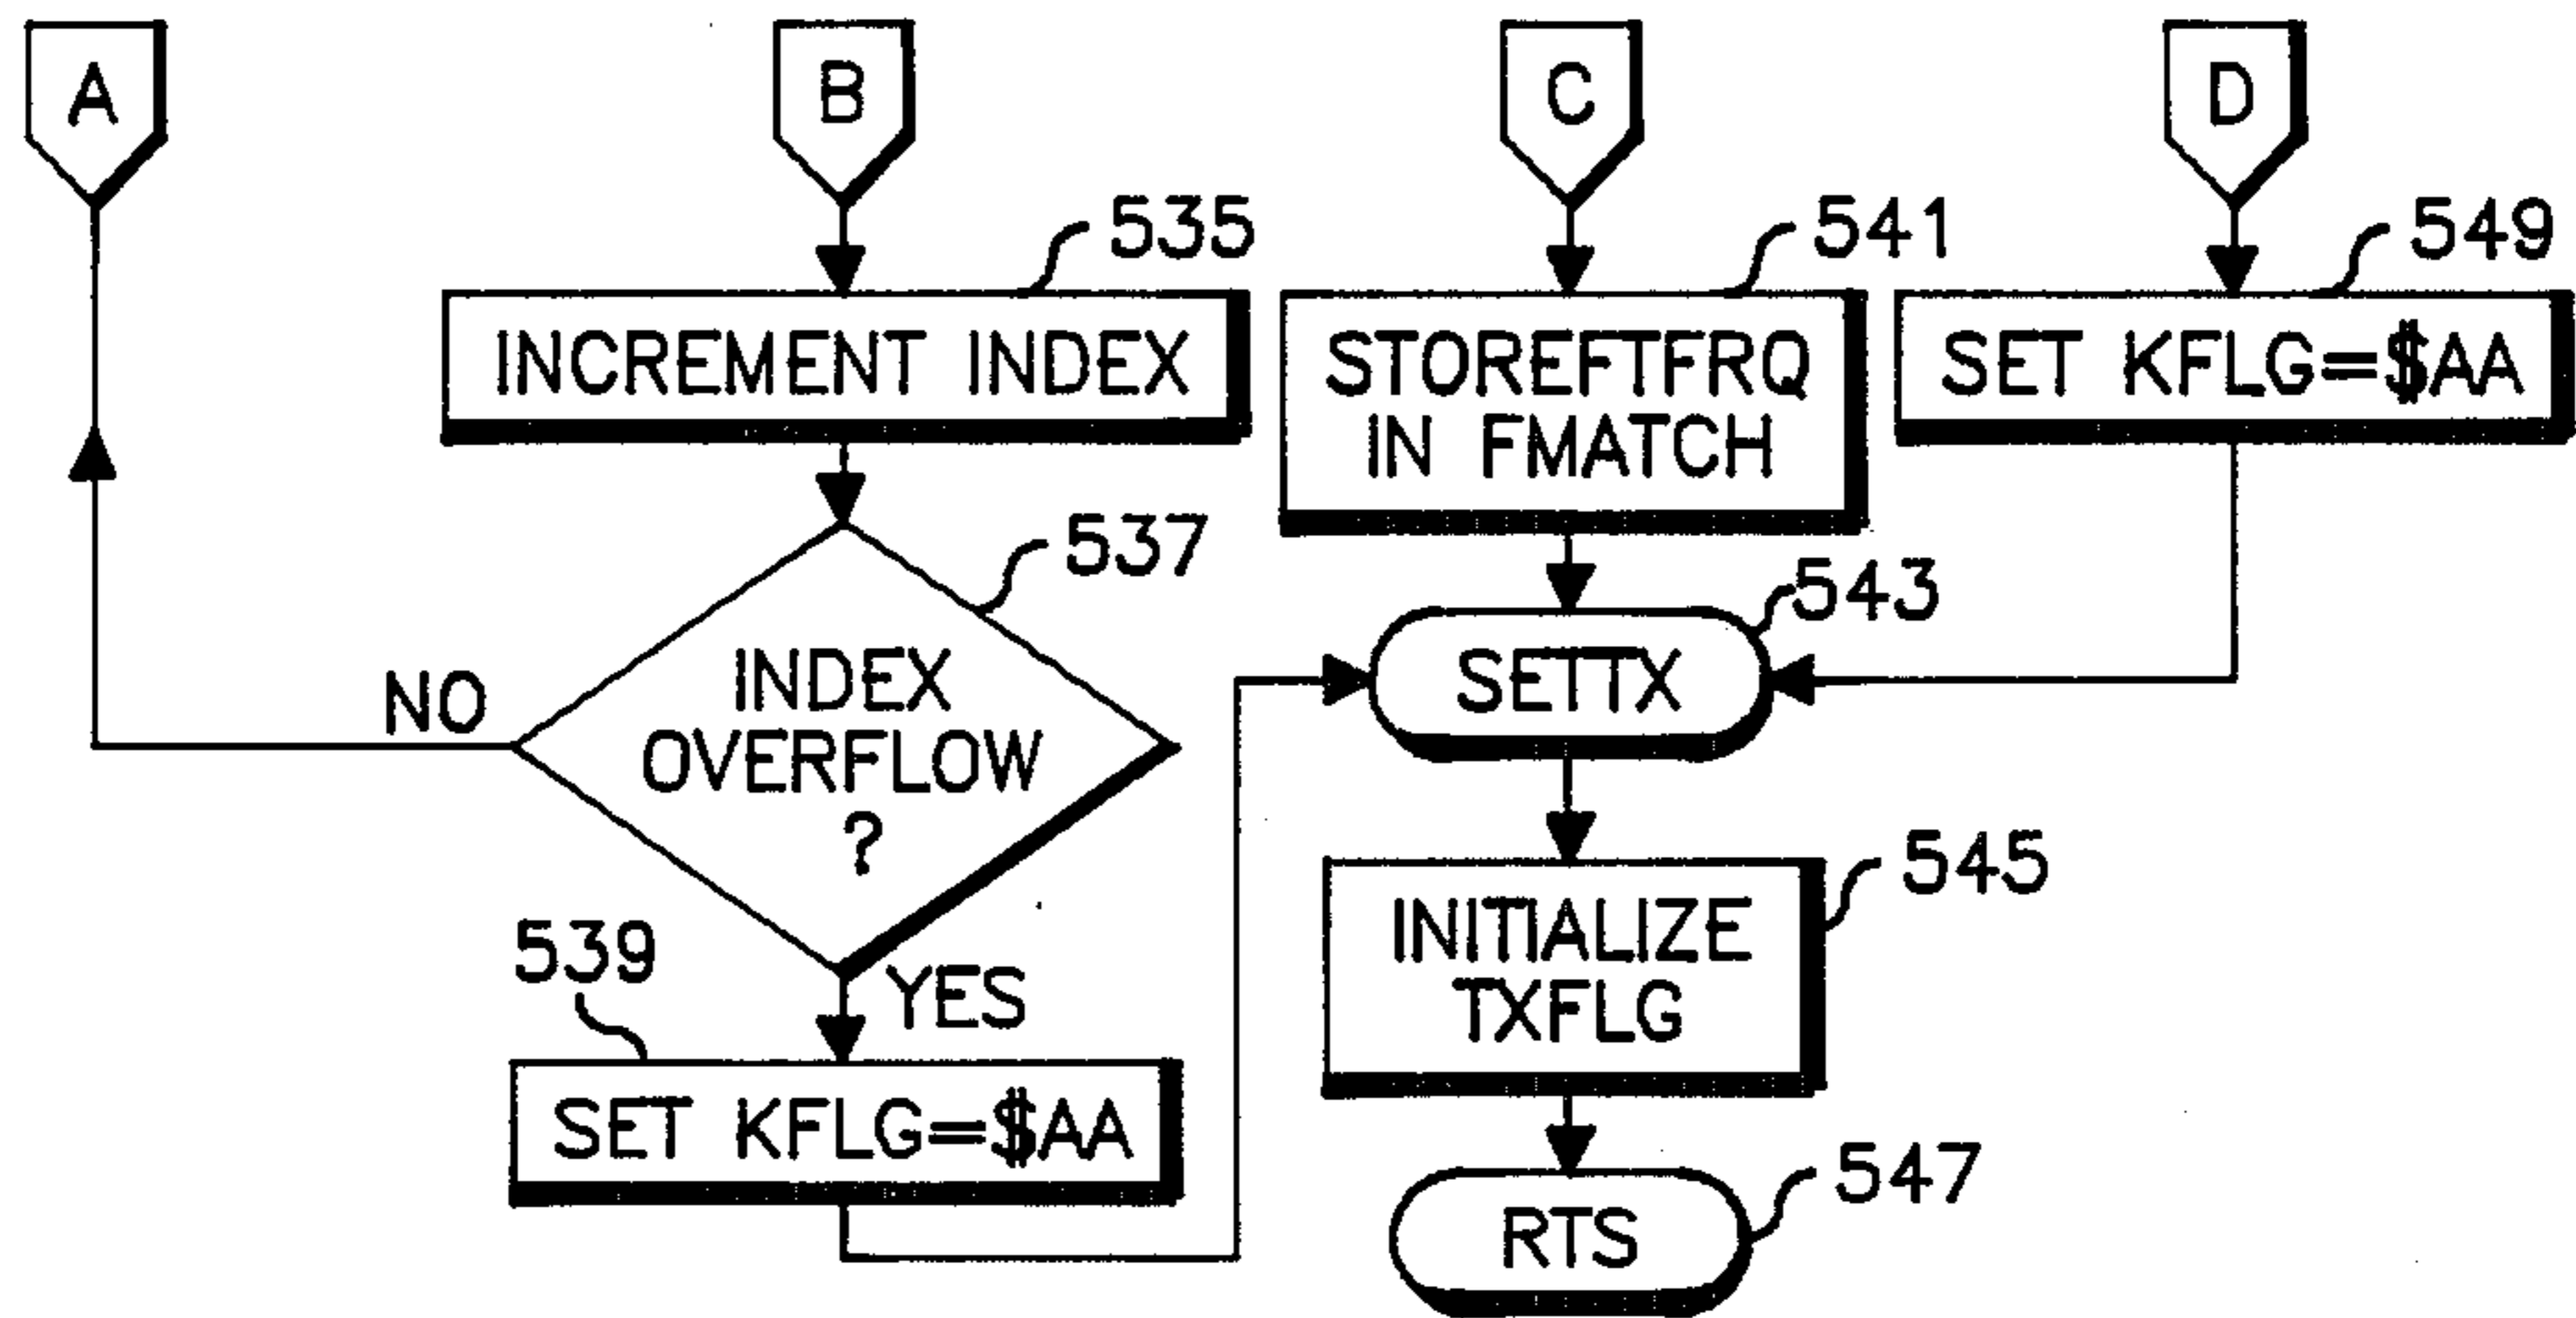 A
B
C
D
535
541
549
INCREMENT INDEX
STOREFTFRQ
IN FMATCH
SET KFLG=$AA
537
543
NO
INDEX
OVERFLOW
?
SETTX
YES
539
SET KFLG=$AA
545
INITIALIZE
TXFLG
547
RTS